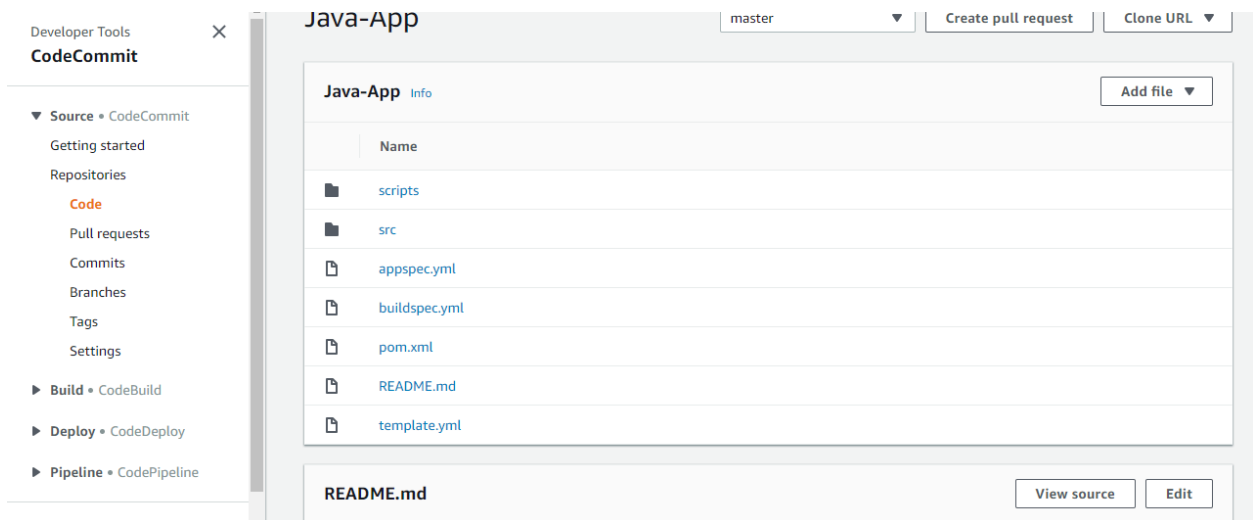 Developer Tools
CodeCommit
Source • CodeCommit
Getting started
Repositories
Code
Pull requests
Commits
Branches
Tags
Settings
Build • CodeBuild
Deploy • CodeDeploy
Pipeline • CodePipeline
Java-App
master
Create pull request
Clone URL
Java-App Info
Add file
Name
scripts
src
appspec.yml
buildspec.yml
pom.xml
README.md
template.yml
README.md
View source
Edit